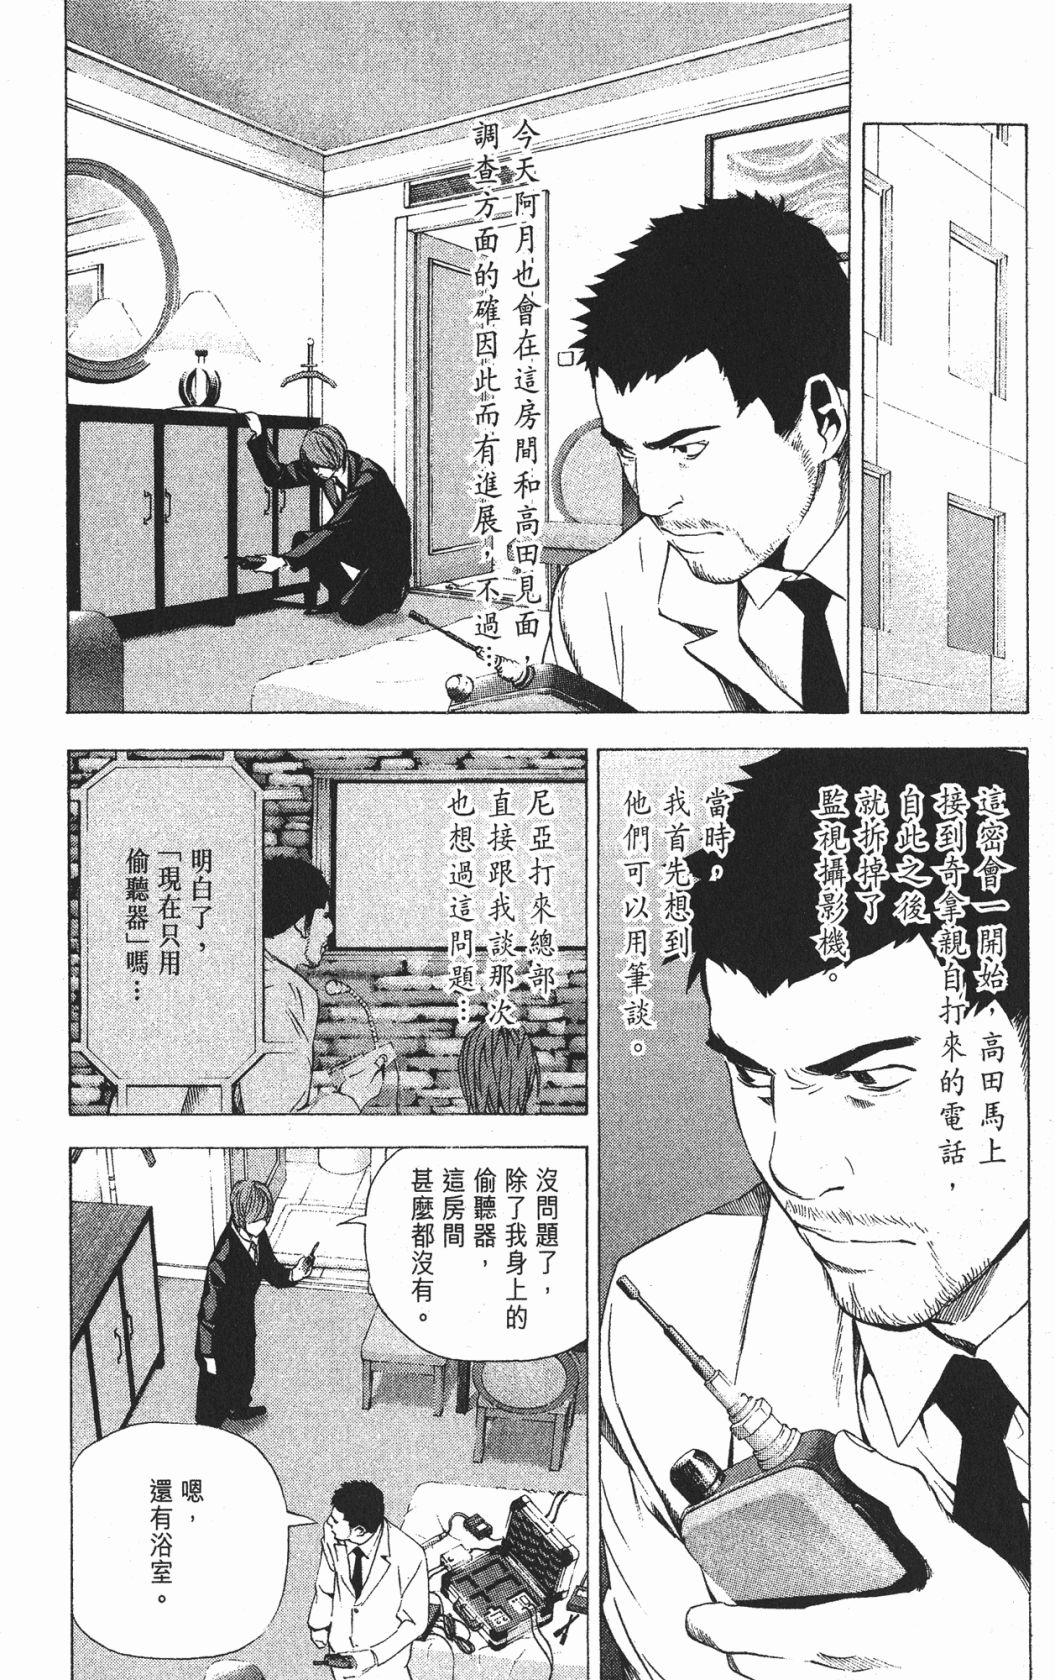 今天阿月也會在這房間和高田見面，
調查方面的確因此而有進展，不過…
這密會一開始，高田馬上
接到奇拿親自打來的電話，
自此之後
就拆掉了
監視攝影機。
當時，
我首先想到
他們可以用筆談。
尼亞打來總部
直接跟我談那次
也想過這問題…
明白了，
「現在只用
偷聽器」嗎…
沒問題了，
除了我身上的
偷聽器，
這房間
甚麼都沒有。
嗯，
還有浴室。